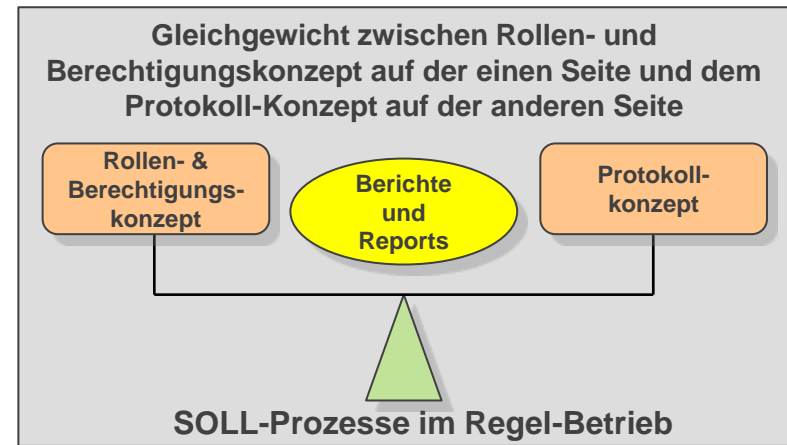 Gleichgewicht zwischen Rollen- und
Berechtigungskonzept auf der einen Seite und dem
Protokoll-Konzept auf der anderen Seite
Rollen- &
Berechtigungs-
konzept
Berichte
und
Reports
Protokoll-
konzept
SOLL-Prozesse im Regel-Betrieb